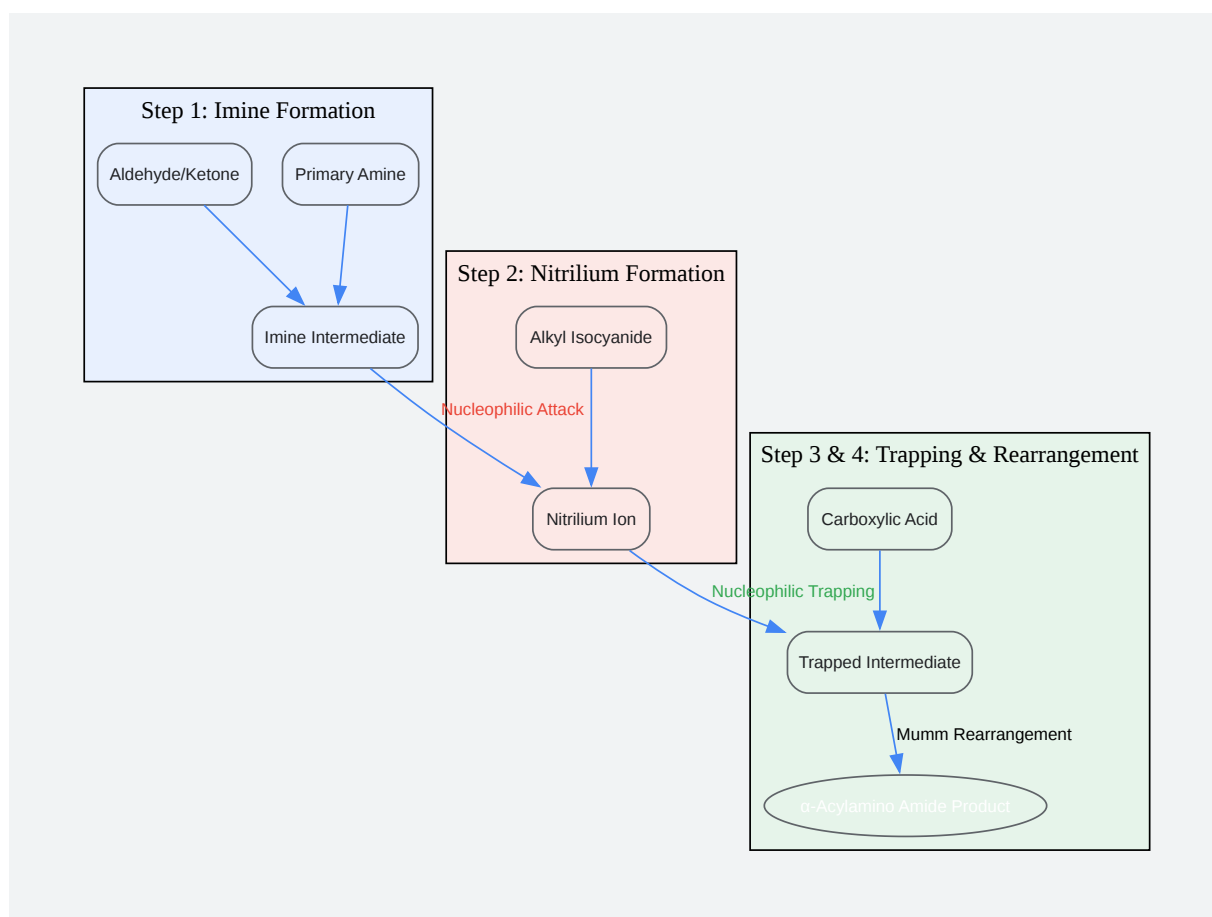 Step 1: Imine Formation
Aldehyde/Ketone
Primary Amine
Imine Intermediate
Step 2: Nitrilium Formation
Alkyl Isocyanide
Nucleophilic Attack
Nitrilium Ion
Step 3 & 4: Trapping & Rearrangement
Carboxylic Acid
Nucleophilic Trapping
Trapped Intermediate
Mumm Rearrangement
α-Acylamino Amide Product